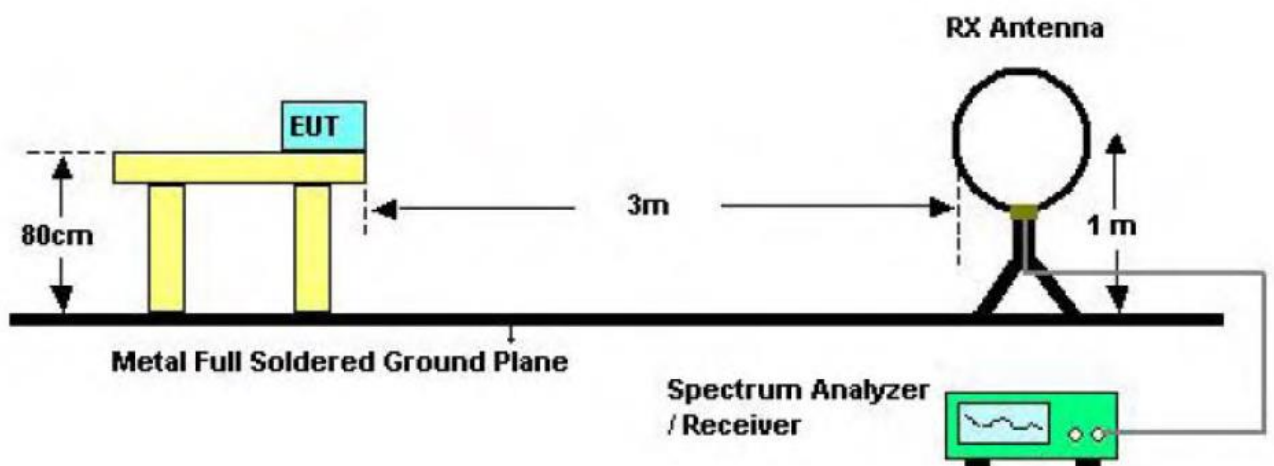 RX Antenna
EUT
3m
80cm
1 m
Metal Full Soldered Ground Plane
Spectrum Analyzer
/ Receiver